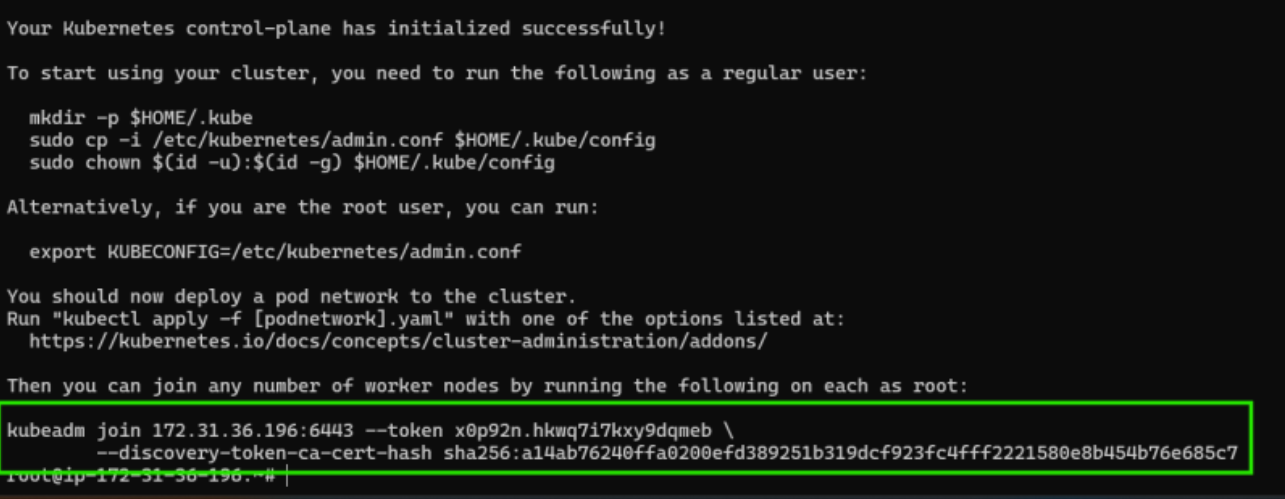 Your Kubernetes control-plane has initialized successfully!
To start using your cluster, you need to run the following as a regular user:
mkdir -p $HOME/.kube
sudo cp -i /etc/kubernetes/admin.conf $HOME/.kube/config
sudo chown $(id -u):$(id -g) $HOME/.kube/config
Alternatively, if you are the root user, you can run:
export KUBECONFIG=/etc/kubernetes/admin.conf
You should now deploy a pod network to the cluster.
Run "kubectl apply -f [podnetwork].yaml" with one of the options listed at:
https://kubernetes.io/docs/concepts/cluster-administration/addons/
Then you can join any number of worker nodes by running the following on each as root:
kubeadm join 172.31.36.196:6443 --token x0p92n.hkwq7i7kxy9dqmeb \
--discovery-token-ca-cert-hash sha256:a14ab76240ffa0200efd389251b319dcf923fc4fff2221580e8b454b76e685c7
root@ip-172-31-36-196:~#